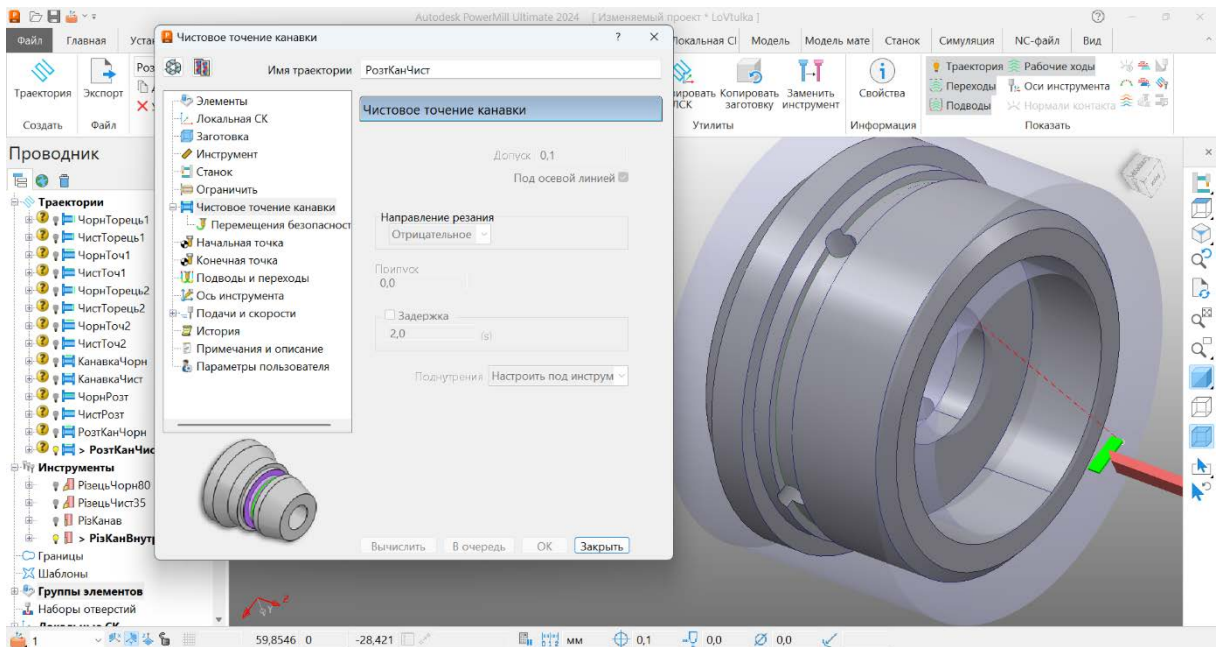 Autodesk PowerMill Ultimate 2024 [ Изменяемый проект * LoVtulka ]
Файл Главная Модель Модель мате Станок Симуляция NC-файл Вид
Траектория Экспорт
Создать Файл
заготовку инструмент
Копировать Заменить
Свойства
Утилиты Информация Показать
Траектория Рабочие ходы
Переходы Оси инструмента
Подводы Нормали контакта
Чистовое точение канавки ? ×
Имя траектории РозтКанЧист
Элементы
Локальная СК
Заготовка
Инструмент
Станок
Ограничить
Чистовое точение канавки
Перемещения безопасност
Начальная точка
Конечная точка
Подводы и переходы
Ось инструмента
Подачи и скорости
История
Примечания и описание
Параметры пользователя
Чистовое точение канавки
Допуск 0,1
Под осевой линией
Направление резания
Отрицательное
Припуск
0,0
Задержка
2,0 (s)
Поднутрения Настроить под инструм
Вычислить В очередь OK Закрыть
Проводник
Траектории
ЧорнТорець1
ЧистТорець1
ЧорнТоч1
ЧистТоч1
ЧорнТорець2
ЧистТорець2
ЧорнТоч2
ЧистТоч2
КанавкаЧорн
КанавкаЧист
ЧорнРозт
ЧистРозт
РозтКанЧорн
> РозтКанЧис
Инструменты
РізецьЧорн80
РізецьЧист35
РізКанав
> РізКанВнут
Границы
Шаблоны
Группы элементов
Наборы отверстий
1 59,8546 0 -28,421 мм 0,1 0,0 0,0